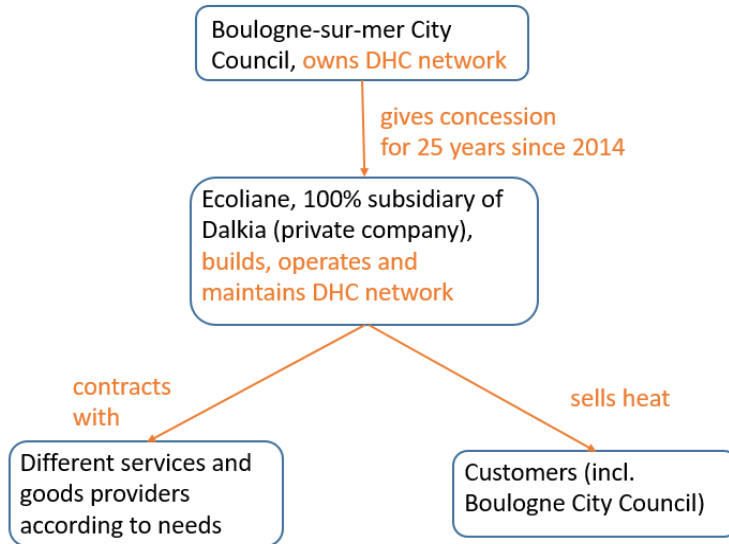 Boulogne-sur-mer City
Council, owns DHC network
gives concession
for 25 years since 2014
Ecoliane, 100% subsidiary of
Dalkia (private company),
builds, operates and
maintains DHC network
contracts
with
sells heat
Different services and
goods providers
according to needs
Customers (incl.
Boulogne City Council)